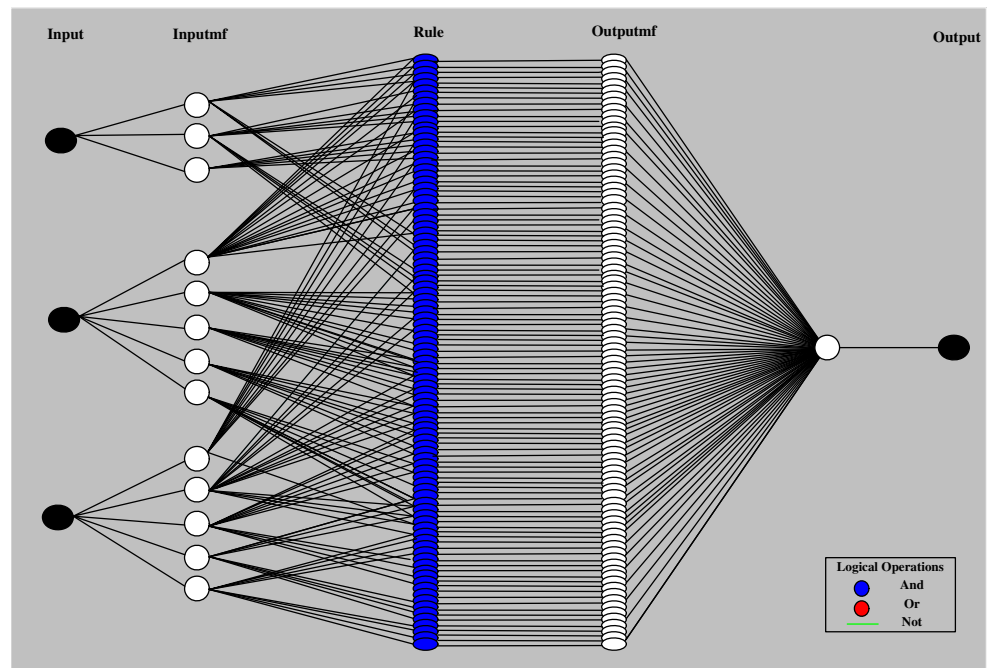 Input
Inputmf
Rule
Outputmf
Output
Logical Operations
And
Or
Not